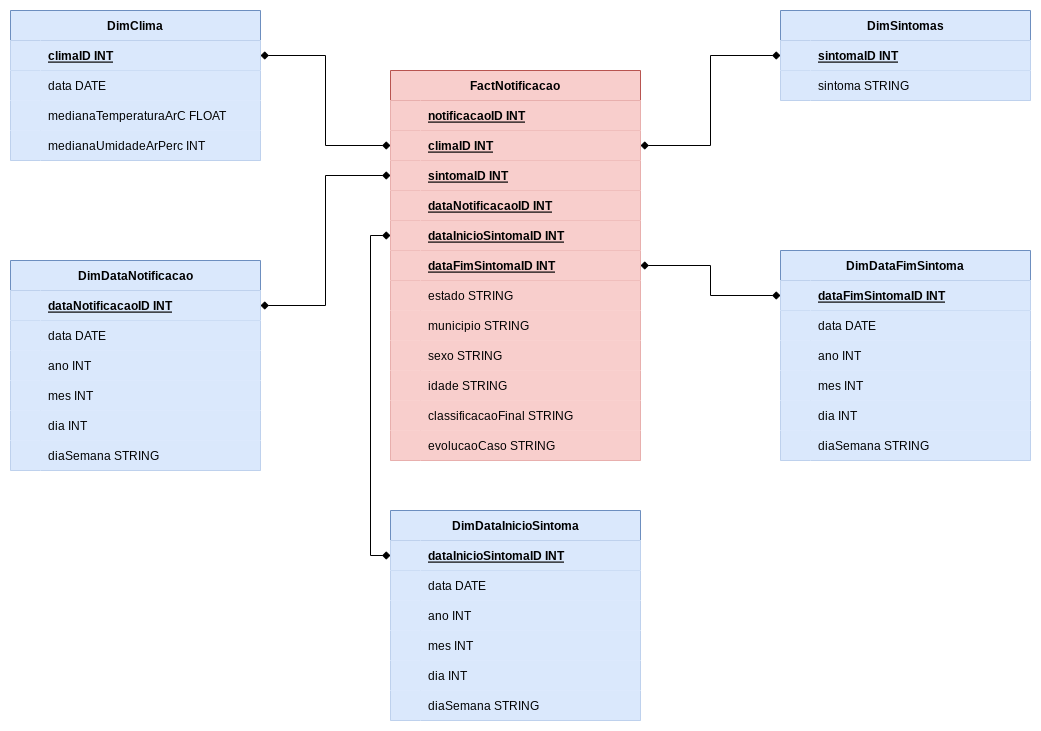 DimClima
climaID INT
data DATE
medianaTemperaturaArC FLOAT
medianaUmidadeArPerc INT
DimSintomas
sintomaID INT
sintoma STRING
FactNotificacao
notificacaoID INT
climaID INT
sintomaID INT
dataNotificacaoID INT
dataInicioSintomaID INT
dataFimSintomaID INT
estado STRING
municipio STRING
sexo STRING
idade STRING
classificacaoFinal STRING
evolucaoCaso STRING
DimDataNotificacao
dataNotificacaoID INT
data DATE
ano INT
mes INT
dia INT
diaSemana STRING
DimDataFimSintoma
dataFimSintomaID INT
data DATE
ano INT
mes INT
dia INT
diaSemana STRING
DimDataInicioSintoma
dataInicioSintomaID INT
data DATE
ano INT
mes INT
dia INT
diaSemana STRING